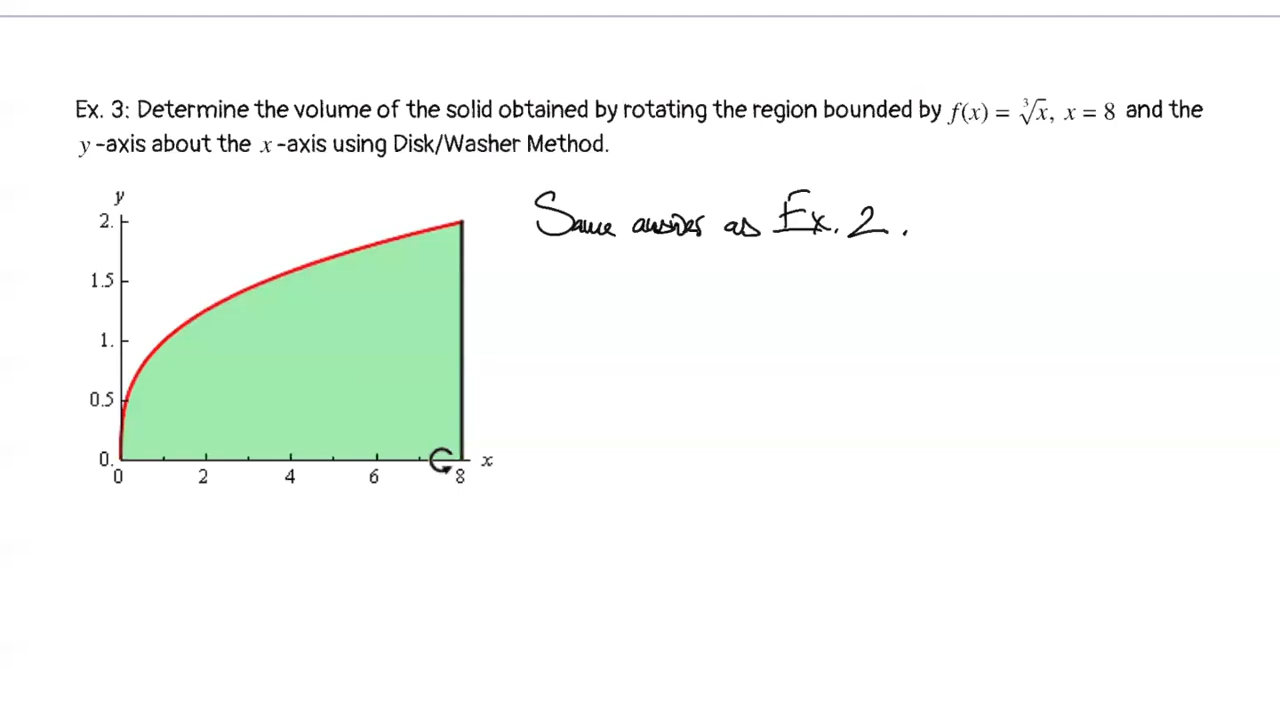 Ex. 3: Determine the volume of the solid obtained by rotating the region bounded by f(x) = ∛x, x = 8 and the
y-axis about the x-axis using Disk/Washer Method.
Same answer as Ex. 2.
y
2.
1.5
1.
0.5
0.
x
0 2 4 6 8